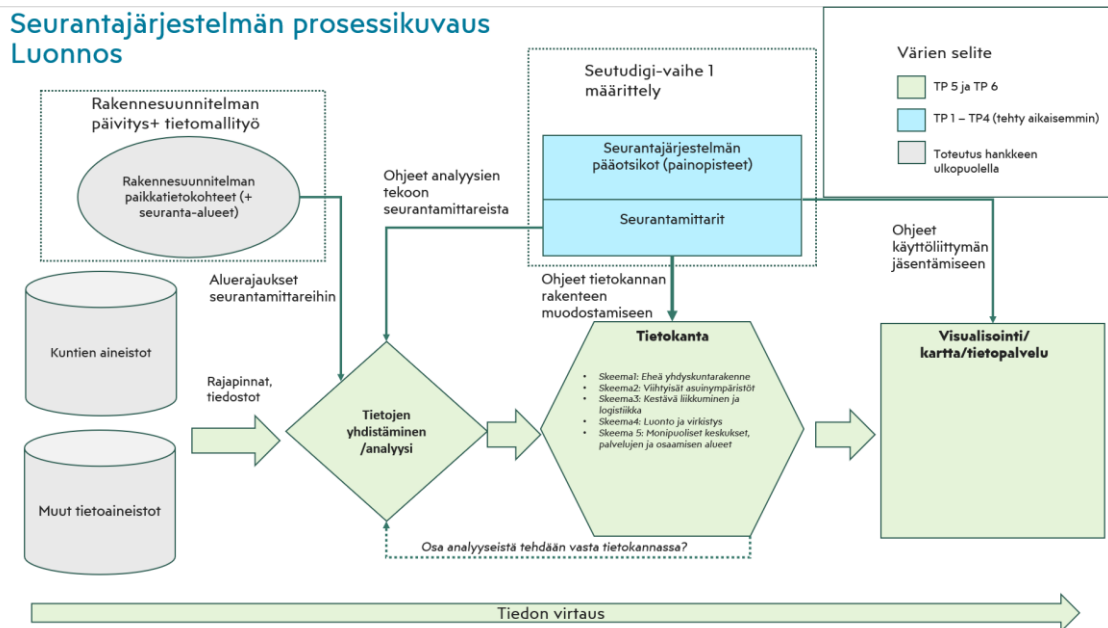 Seurantajärjestelmän prosessikuvaus
Luonnos
Rakennesuunnitelman
päivitys+ tietomallityö
Rakennesuunnitelman
paikkatietokohteet (+
seuranta-alueet)
Seutudigi-vaihe 1
määrittely
Seurantajärjestelmän
pääotsikot (painopisteet)
Seurantamittarit
Värien selite
TP 5 ja TP 6
TP 1 – TP4 (tehty aikaisemmin)
Toteutus hankkeen
ulkopuolella
Ohjeet analyysien
tekoon
seurantamittareista
Aluerajaukset
seurantamittareihin
Ohjeet tietokannan
rakenteen
muodostamiseen
Ohjeet
käyttöliittymän
jäsentämiseen
Kuntien aineistot
Muut tietoaineistot
Rajapinnat,
tiedostot
Tietojen
yhdistäminen
/analyysi
Tietokanta
• Skeema1: Eheä yhdyskuntarakenne
• Skeema2: Viihtyisät asuinympäristöt
• Skeema3: Kestävä liikkuminen ja
logistiikka
• Skeema4: Luonto ja virkistys
• Skeema 5: Monipuoliset keskukset,
palvelujen ja osaamisen alueet
Visualisointi/
kartta/tietopalvelu
Osa analyyseistä tehdään vasta tietokannassa?
Tiedon virtaus